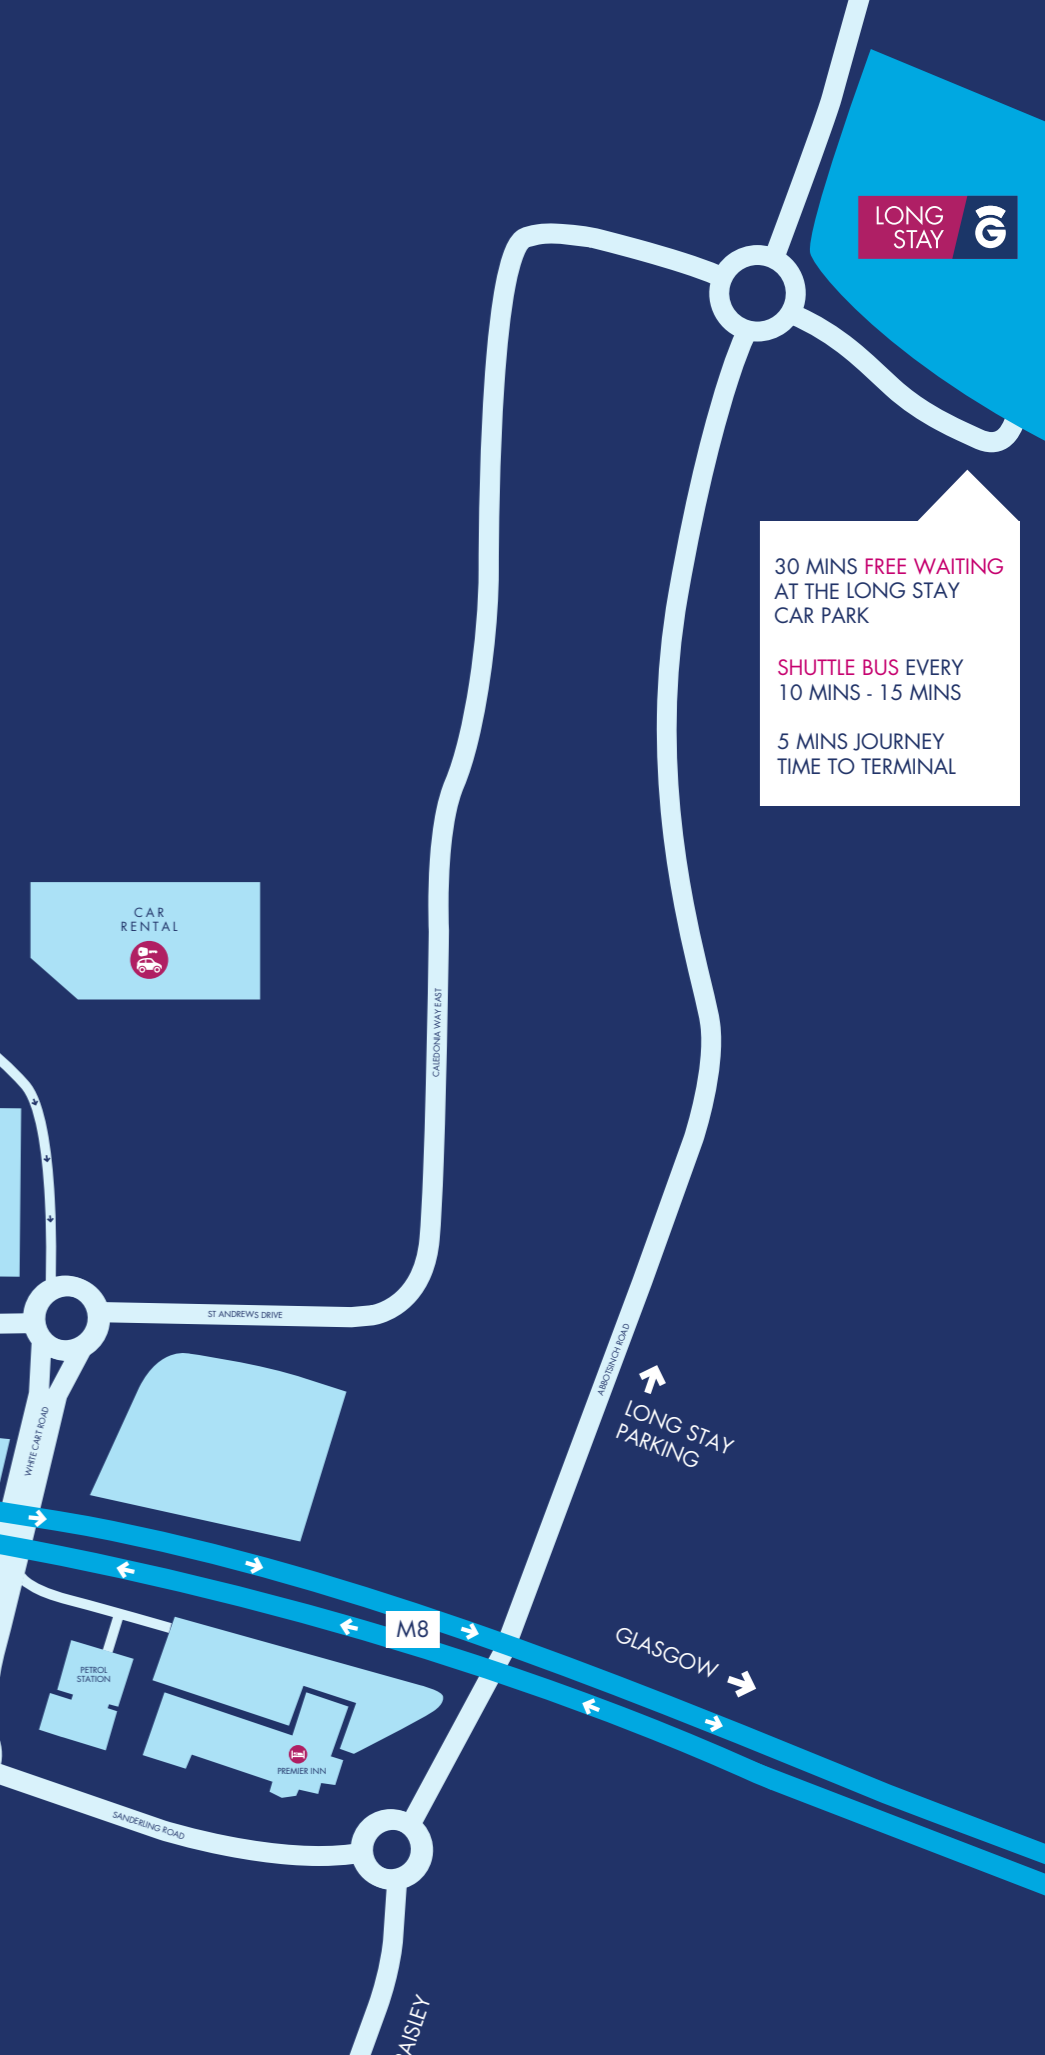 LONG
STAY
30 MINS FREE WAITING
AT THE LONG STAY
CAR PARK
SHUTTLE BUS EVERY
10 MINS - 15 MINS
5 MINS JOURNEY
TIME TO TERMINAL
CAR
RENTAL
CALEDONIA WAY EAST
ST ANDREWS DRIVE
ABBOTSINCH ROAD
LONG STAY
PARKING
WHITE CART ROAD
M8
GLASGOW
PETROL
STATION
PREMIER INN
SANDERLING ROAD
AISLEY